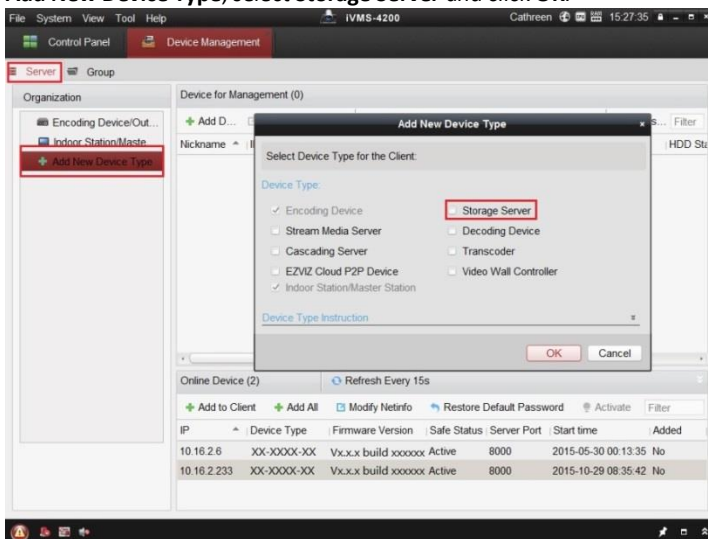 Add New Device Type, select Storage Server and click OK.
File System View Tool Help iVMS-4200 Cathreen 15:27:35
Control Panel Device Management
Server Group
Organization Device for Management (0)
Encoding Device/Out...
Indoor Station/Maste...
Add New Device Type
Add D... Add New Device Type s... Filter
Nickname HDD Sta
Select Device Type for the Client:
Device Type:
Encoding Device Storage Server
Stream Media Server Decoding Device
Cascading Server Transcoder
EZVIZ Cloud P2P Device Video Wall Controller
Indoor Station/Master Station
Device Type Instruction
OK Cancel
Online Device (2) Refresh Every 15s
Add to Client Add All Modify Netinfo Restore Default Password Activate Filter
IP Device Type Firmware Version Safe Status Server Port Start time Added
10.16.2.6 XX-XXXX-XX Vx.x.x build xxxxxx Active 8000 2015-05-30 00:13:35 No
10.16.2.233 XX-XXXX-XX Vx.x.x build xxxxxx Active 8000 2015-10-29 08:35:42 No